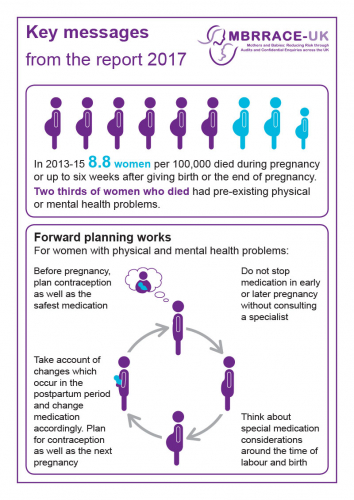 Key messages
from the report 2017
MBRRACE-UK
Mothers and Babies: Reducing Risk through
Audits and Confidential Enquiries across the UK
In 2013-15 8.8 women per 100,000 died during pregnancy
or up to six weeks after giving birth or the end of pregnancy.
Two thirds of women who died had pre-existing physical
or mental health problems.
Forward planning works
For women with physical and mental health problems:
Before pregnancy,
plan contraception
as well as the
safest medication
Do not stop
medication in early
or later pregnancy
without consulting
a specialist
Take account of
changes which
occur in the
postpartum period
and change
medication
accordingly. Plan
for contraception
as well as the next
pregnancy
Think about
special medication
considerations
around the time of
labour and birth